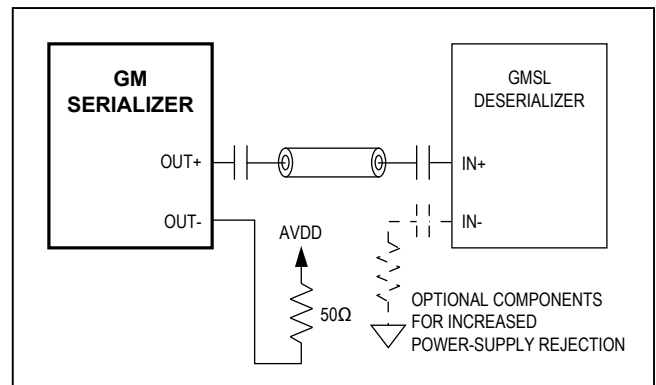 GM
SERIALIZER
GMSL
DESERIALIZER
OUT+
IN+
OUT-
IN-
AVDD
50Ω
OPTIONAL COMPONENTS
FOR INCREASED
POWER-SUPPLY REJECTION